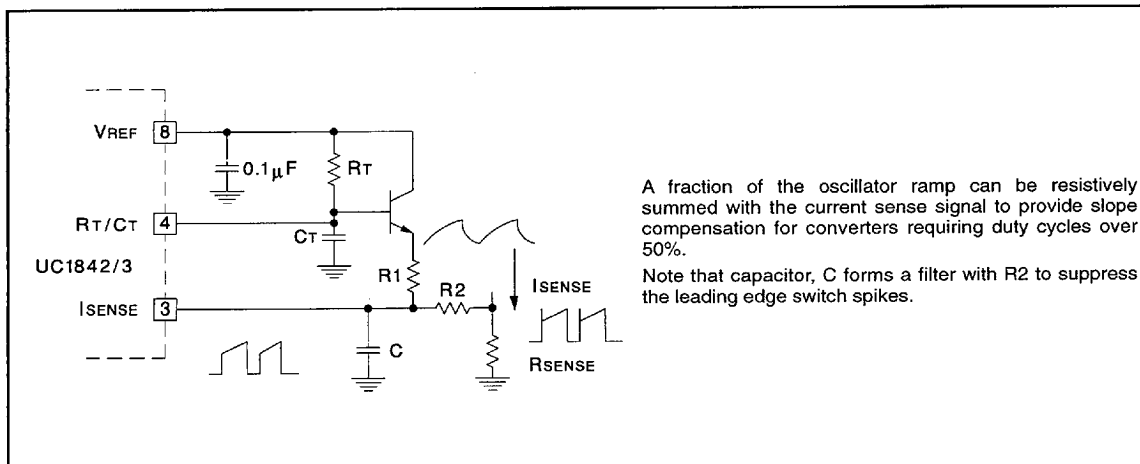 VREF 8
0.1µF
RT
RT/CT 4
CT
UC1842/3
R1
R2
ISENSE 3
ISENSE
C
RSENSE
A fraction of the oscillator ramp can be resistively
summed with the current sense signal to provide slope
compensation for converters requiring duty cycles over
50%.
Note that capacitor, C forms a filter with R2 to suppress
the leading edge switch spikes.